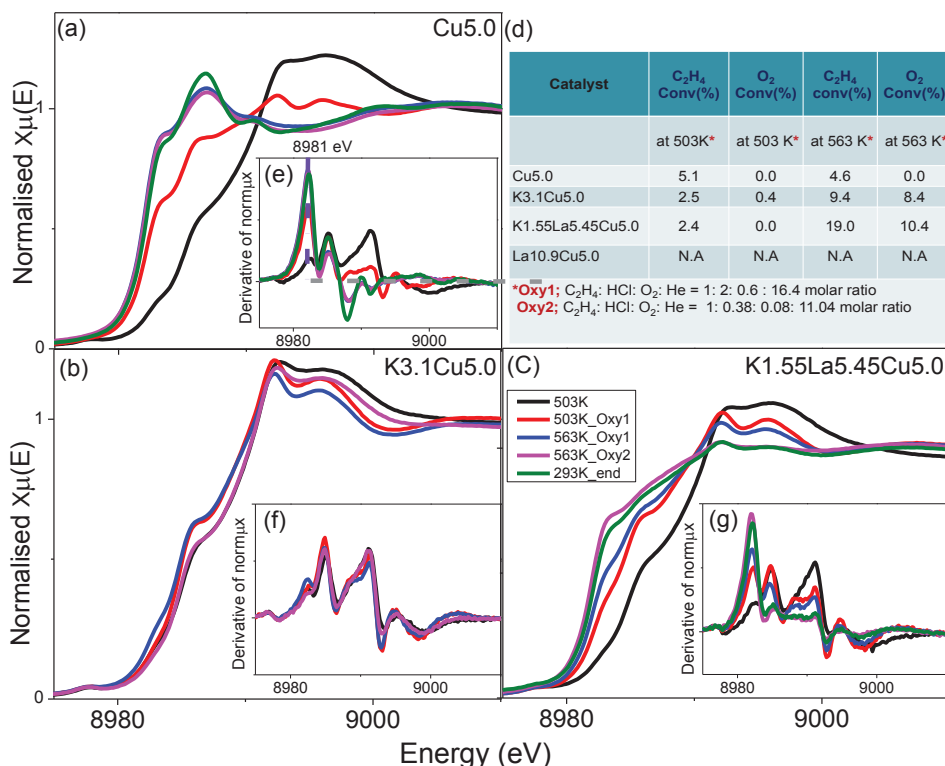 (a) Cu5.0
Normalised Xμ(E)
1
0
8980 9000
8981 eV
(e)
Derivative of normμx
8980 9000
(d)
Catalyst C2H4 Conv(%) O2 Conv(%) C2H4 conv(%) O2 Conv(%)
at 503K* at 503 K* at 563 K* at 563 K*
Cu5.0 5.1 0.0 4.6 0.0
K3.1Cu5.0 2.5 0.4 9.4 8.4
K1.55La5.45Cu5.0 2.4 0.0 19.0 10.4
La10.9Cu5.0 N.A N.A N.A N.A
*Oxy1; C2H4: HCl: O2: He = 1: 2: 0.6 : 16.4 molar ratio
Oxy2; C2H4: HCl: O2: He = 1: 0.38: 0.08: 11.04 molar ratio
(b) K3.1Cu5.0
Normalised Xμ(E)
1
0
8980 9000
(f)
Derivative of normμx
8980 9000
(C) K1.55La5.45Cu5.0
503K
503K_Oxy1
563K_Oxy1
563K_Oxy2
293K_end
(g)
Derivative of normμx
8980 9000
8980 9000
Energy (eV)